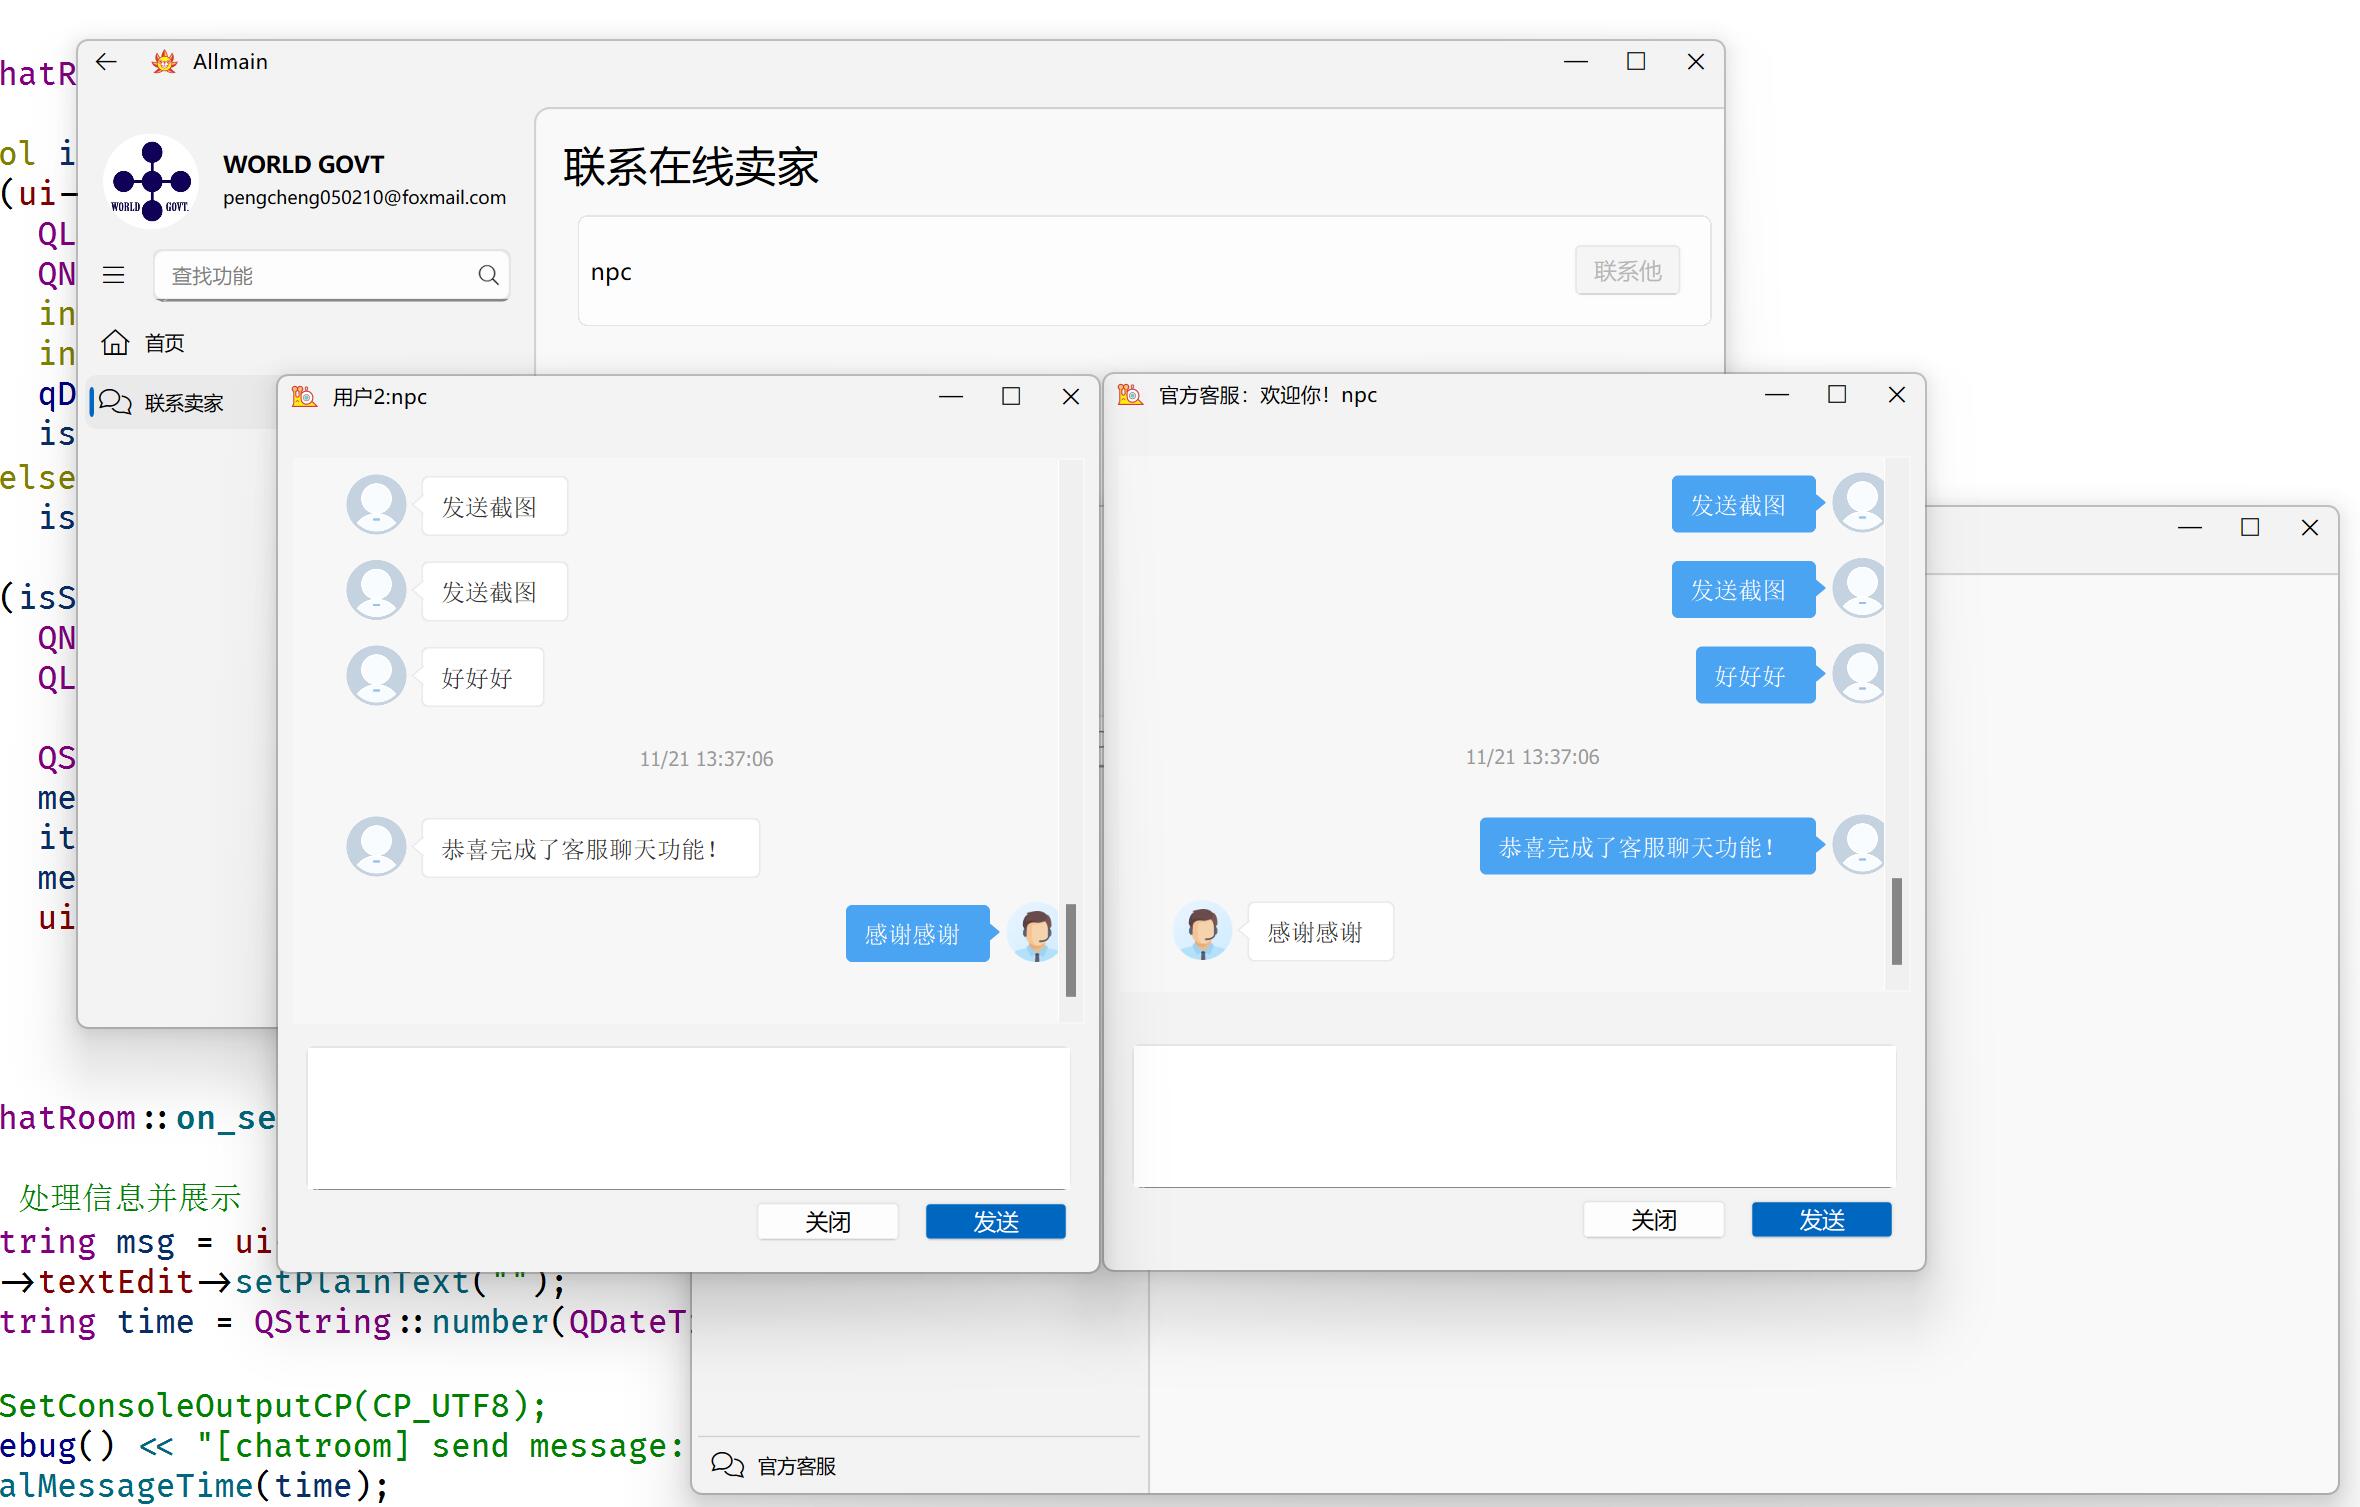 Allmain
WORLD GOVT
pengcheng050210@foxmail.com
WORLD GOVT.
查找功能
首页
联系卖家
联系在线卖家
npc
联系他
用户2:npc
发送截图
发送截图
好好好
11/21 13:37:06
恭喜完成了客服聊天功能！
感谢感谢
关闭
发送
官方客服：欢迎你！npc
发送截图
发送截图
好好好
11/21 13:37:06
恭喜完成了客服聊天功能！
感谢感谢
关闭
发送
官方客服
hatR
ol i
(ui-
QL
QN
in
in
qD
is
else
is
(isS
QN
QL
QS
me
it
me
ui
hatRoom::on_se
处理信息并展示
tring msg = ui
->textEdit->setPlainText("");
tring time = QString::number(QDateT
SetConsoleOutputCP(CP_UTF8);
ebug() << "[chatroom] send message:
alMessageTime(time);